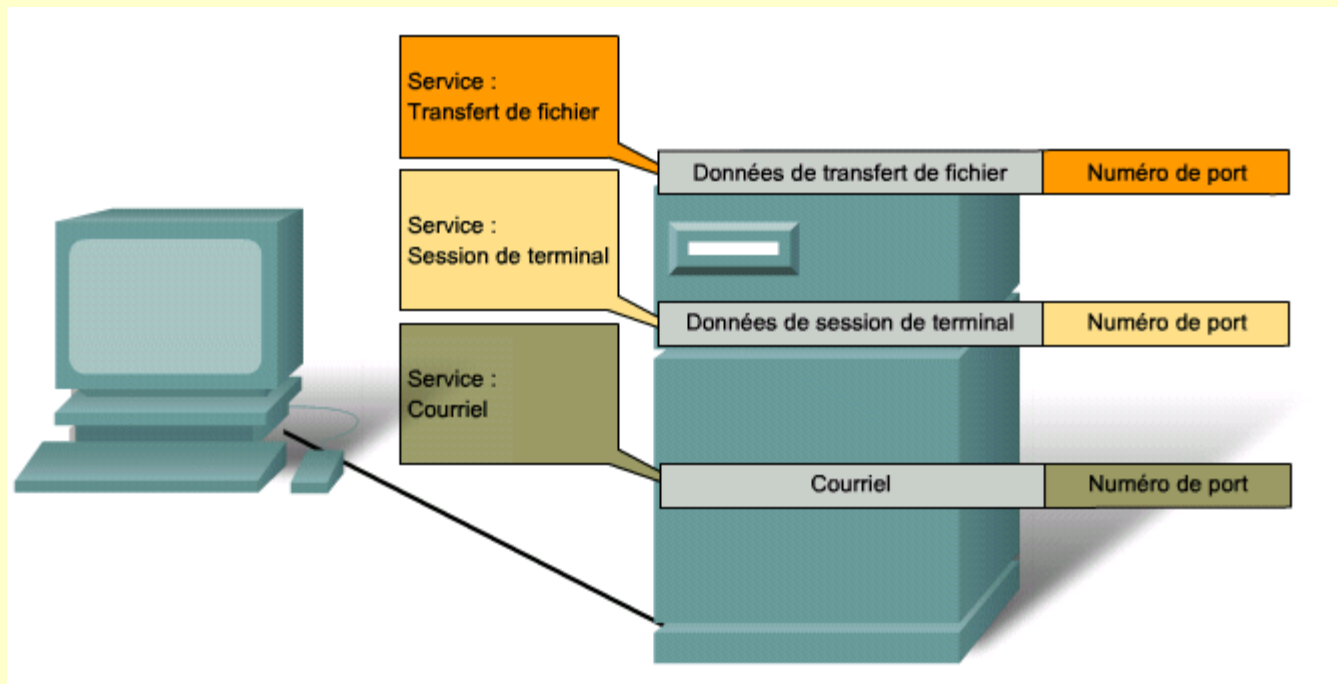 Service :
Transfert de fichier
Données de transfert de fichier
Numéro de port
Service :
Session de terminal
Données de session de terminal
Numéro de port
Service :
Courriel
Courriel
Numéro de port